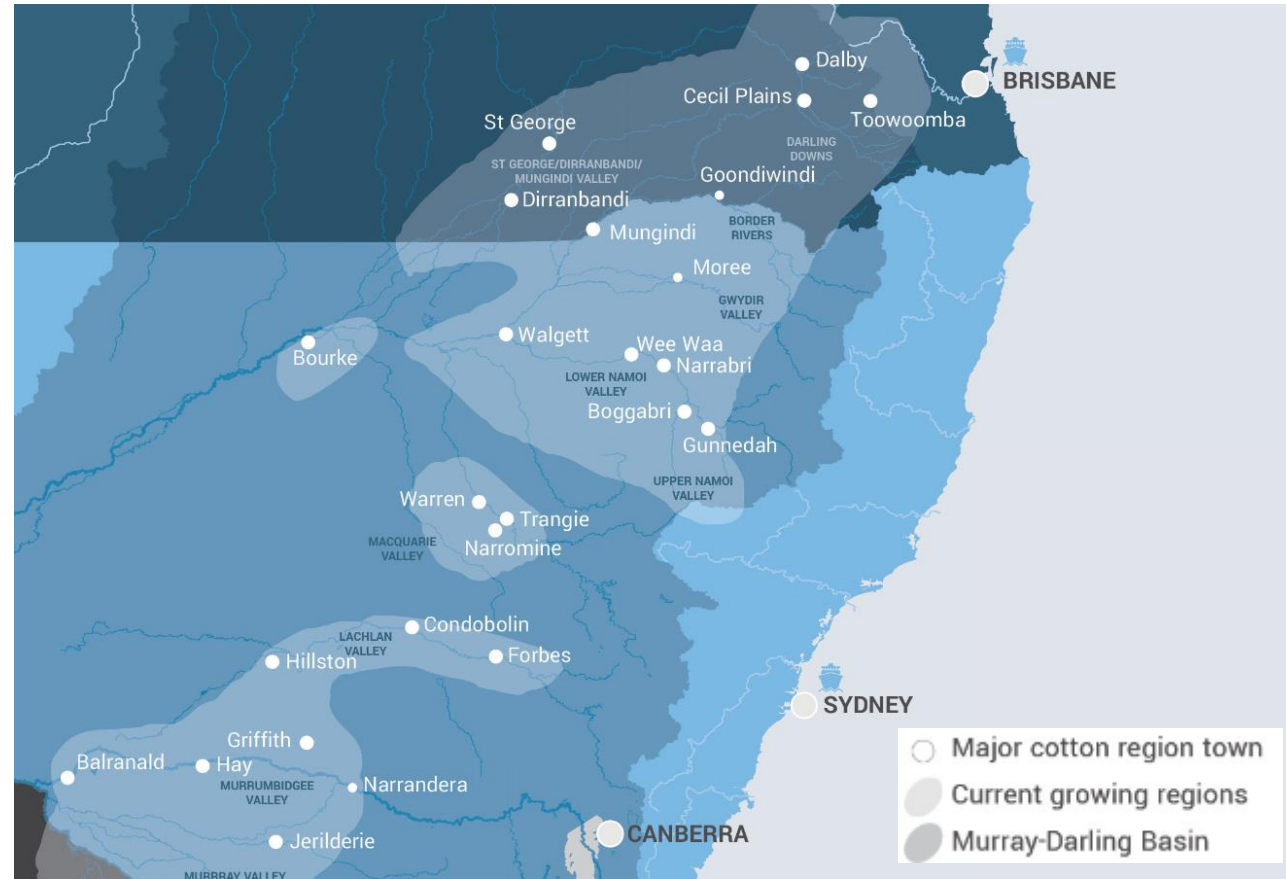 Dalby
BRISBANE
Cecil Plains
Toowoomba
St George
DARLING
DOWNS
ST GEORGE/DIRRANBANDI/
MUNGINDI VALLEY
Goondiwindi
Dirranbandi
BORDER
RIVERS
Mungindi
Moree
GWYDIR
VALLEY
Walgett
Wee Waa
Bourke
Narrabri
LOWER NAMOI
VALLEY
Boggabri
Gunnedah
UPPER NAMOI
VALLEY
Warren
Trangie
Narromine
MACQUARIE
VALLEY
Condobolin
LACHLAN
VALLEY
Forbes
Hillston
SYDNEY
Griffith
Balranald
Hay
MURRUMBIDGEE
VALLEY
Narrandera
Jerilderie
CANBERRA
MURRRAY VALLEY
Major cotton region town
Current growing regions
Murray-Darling Basin